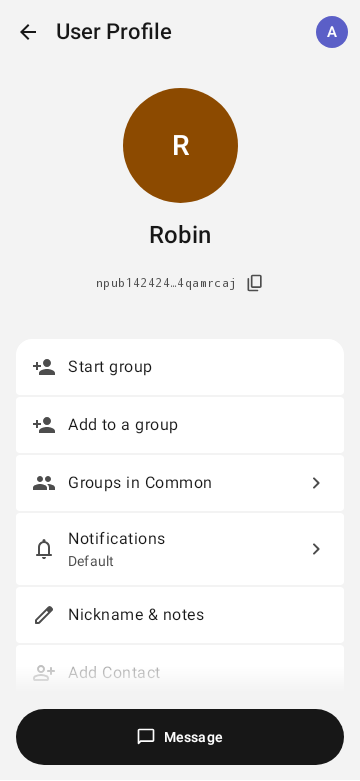 User Profile
A
R
Robin
npub142424…4qamrcaj
Start group
Add to a group
Groups in Common
Notifications
Default
Nickname & notes
Add Contact
Message